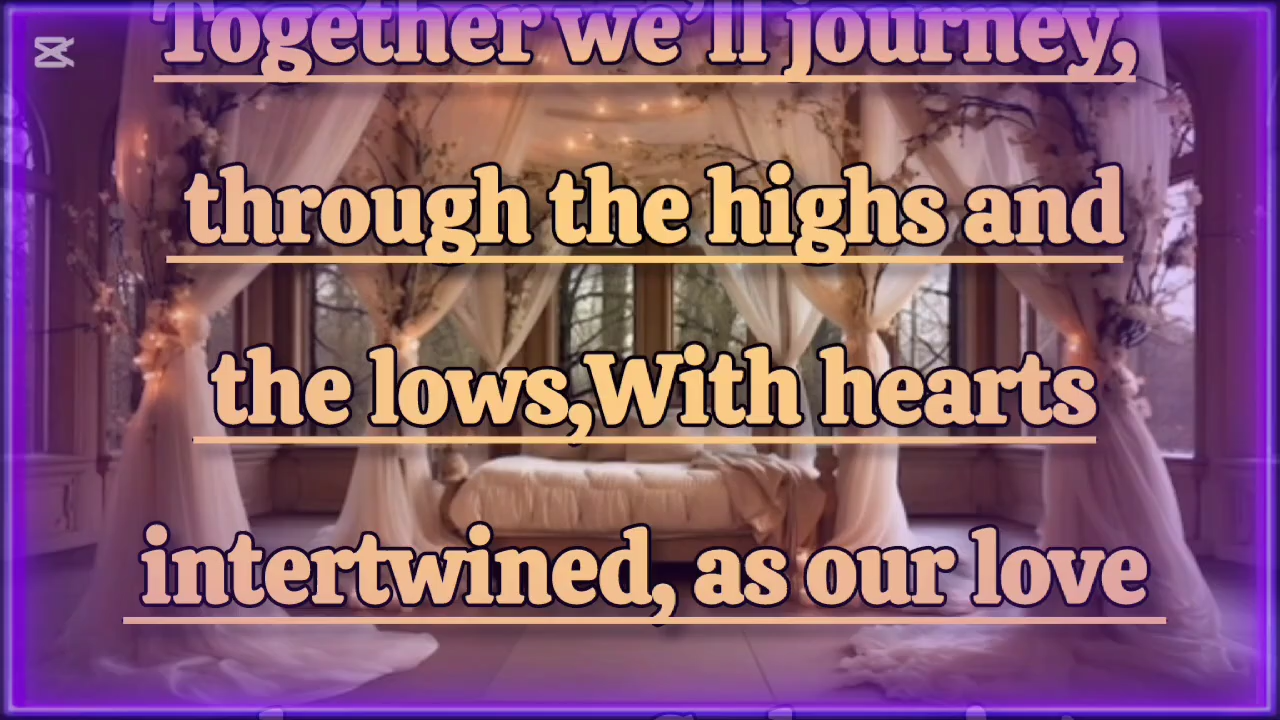 Together we'll journey,
through the highs and
the lows,With hearts
intertwined, as our love